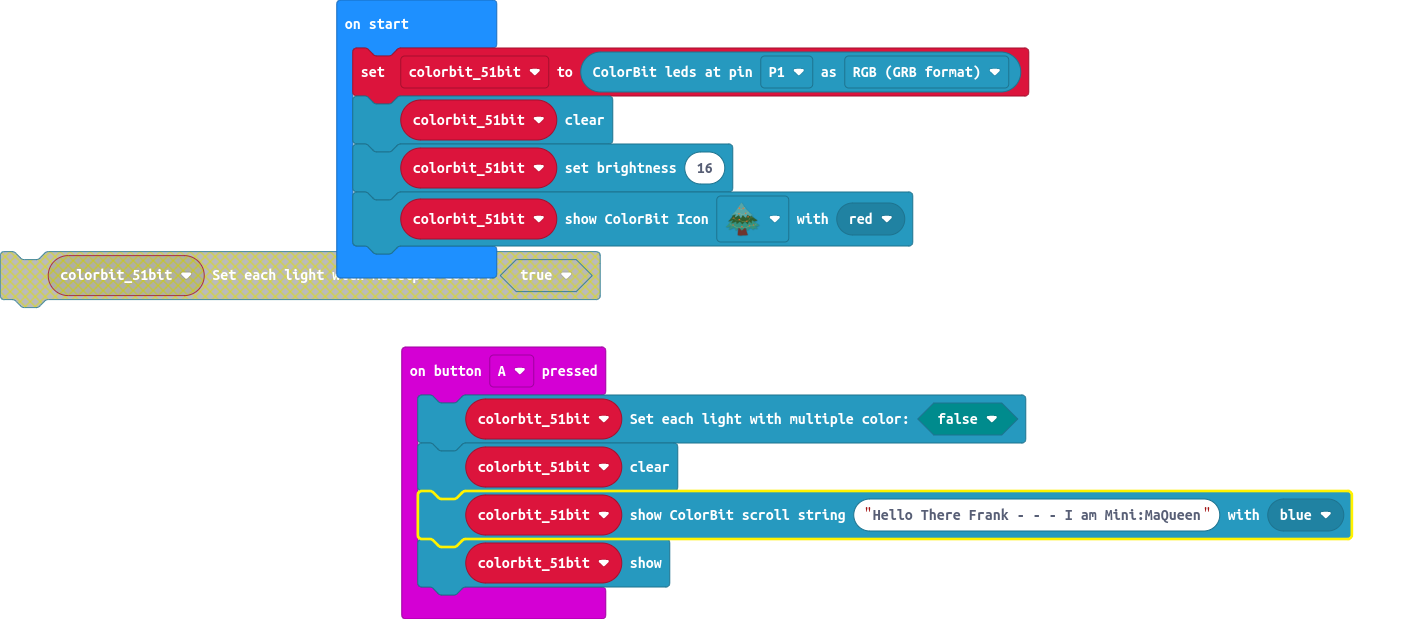 on start
set colorbit_51bit to ColorBit leds at pin P1 as RGB (GRB format)
colorbit_51bit clear
colorbit_51bit set brightness 16
colorbit_51bit show ColorBit Icon with red
colorbit_51bit Set each light true
on button A pressed
colorbit_51bit Set each light with multiple color: false
colorbit_51bit clear
colorbit_51bit show ColorBit scroll string "Hello There Frank - - - I am Mini:MaQueen" with blue
colorbit_51bit show